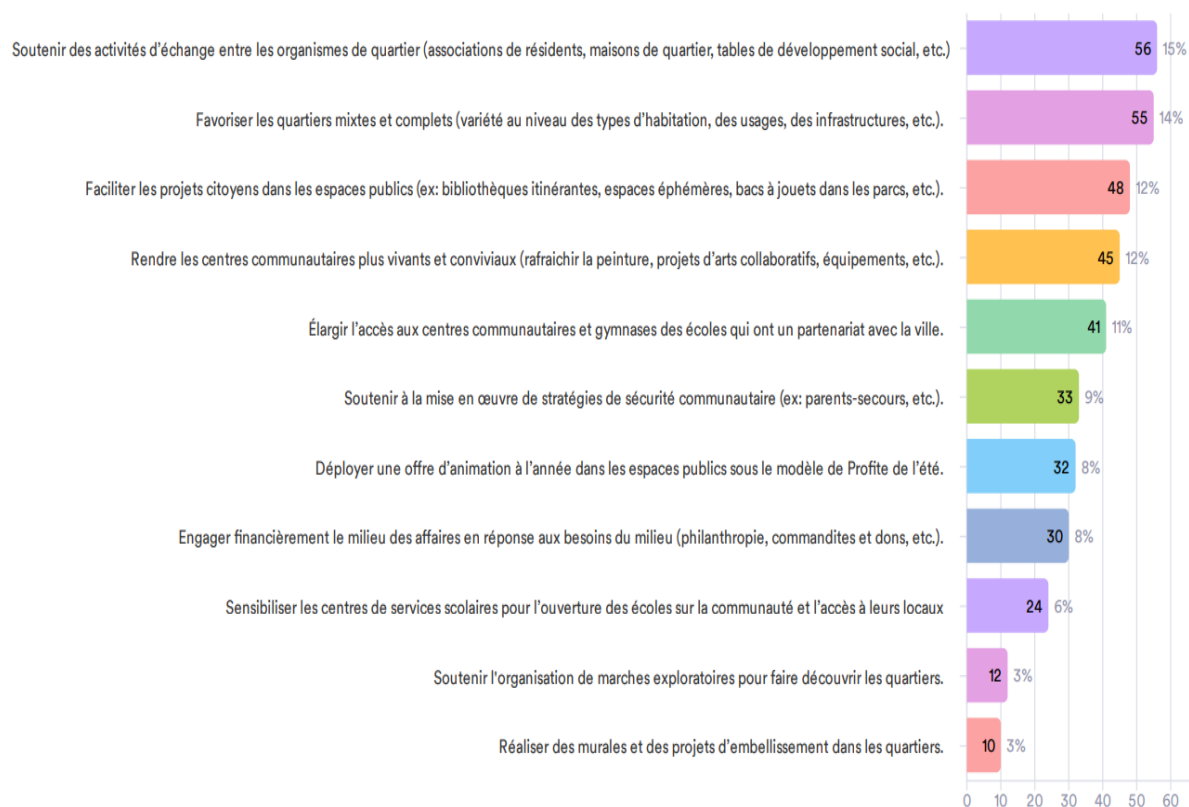 Soutenir des activités d'échange entre les organismes de quartier (associations de résidents, maisons de quartier, tables de développement social, etc.) 56 15%
Favoriser les quartiers mixtes et complets (variété au niveau des types d'habitation, des usages, des infrastructures, etc.). 55 14%
Faciliter les projets citoyens dans les espaces publics (ex: bibliothèques itinérantes, espaces éphémères, bacs à jouets dans les parcs, etc.). 48 12%
Rendre les centres communautaires plus vivants et conviviaux (rafraichir la peinture, projets d'arts collaboratifs, équipements, etc.). 45 12%
Élargir l'accès aux centres communautaires et gymnases des écoles qui ont un partenariat avec la ville. 41 11%
Soutenir à la mise en œuvre de stratégies de sécurité communautaire (ex: parents-secours, etc.). 33 9%
Déployer une offre d'animation à l'année dans les espaces publics sous le modèle de Profite de l'été. 32 8%
Engager financièrement le milieu des affaires en réponse aux besoins du milieu (philanthropie, commandites et dons, etc.). 30 8%
Sensibiliser les centres de services scolaires pour l'ouverture des écoles sur la communauté et l'accès à leurs locaux 24 6%
Soutenir l'organisation de marches exploratoires pour faire découvrir les quartiers. 12 3%
Réaliser des murales et des projets d'embellissement dans les quartiers. 10 3%
0 10 20 30 40 50 60